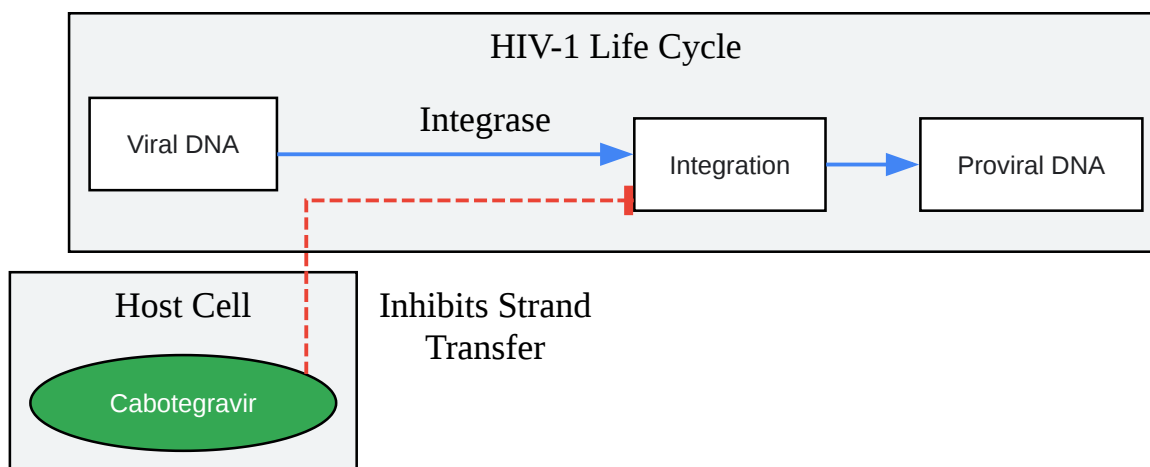 HIV-1 Life Cycle
Viral DNA
Integrase
Integration
Proviral DNA
Host Cell
Inhibits Strand
Transfer
Cabotegravir